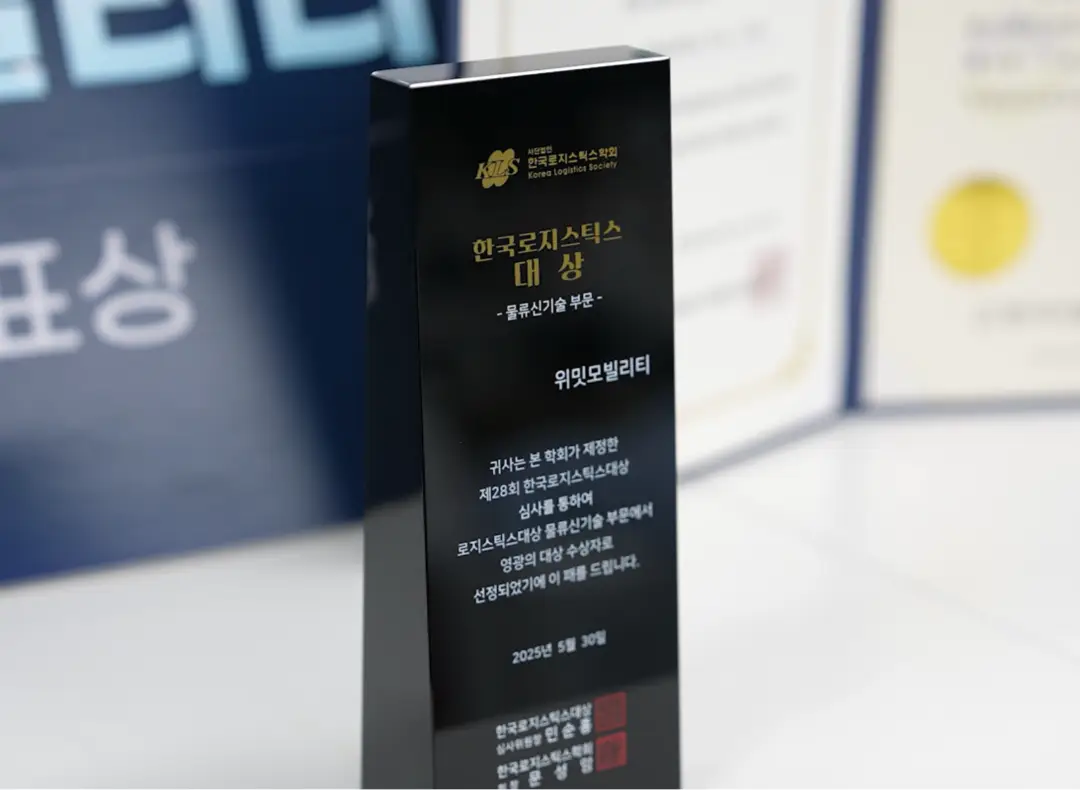 KLS
사단법인
한국로지스틱스학회
Korea Logistics Society
한국로지스틱스
대 상
- 물류신기술 부문 -
위밋모빌리티
귀사는 본 학회가 제정한
제28회 한국로지스틱스대상
심사를 통하여
로지스틱스대상 물류신기술 부문에서
영광의 대상 수상자로
선정되었기에 이 패를 드립니다.
2025년 5월 30일
한국로지스틱스대상
심사위원장 민 순 홍
한국로지스틱스학회
문 성 암
표상